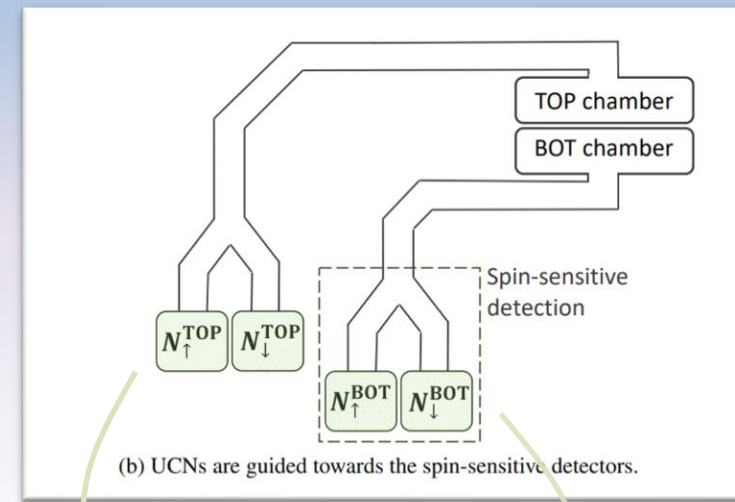 TOP chamber
BOT chamber
Spin-sensitive
detection
N↑^TOP N↓^TOP
N↑^BOT N↓^BOT
(b) UCNs are guided towards the spin-sensitive detectors.